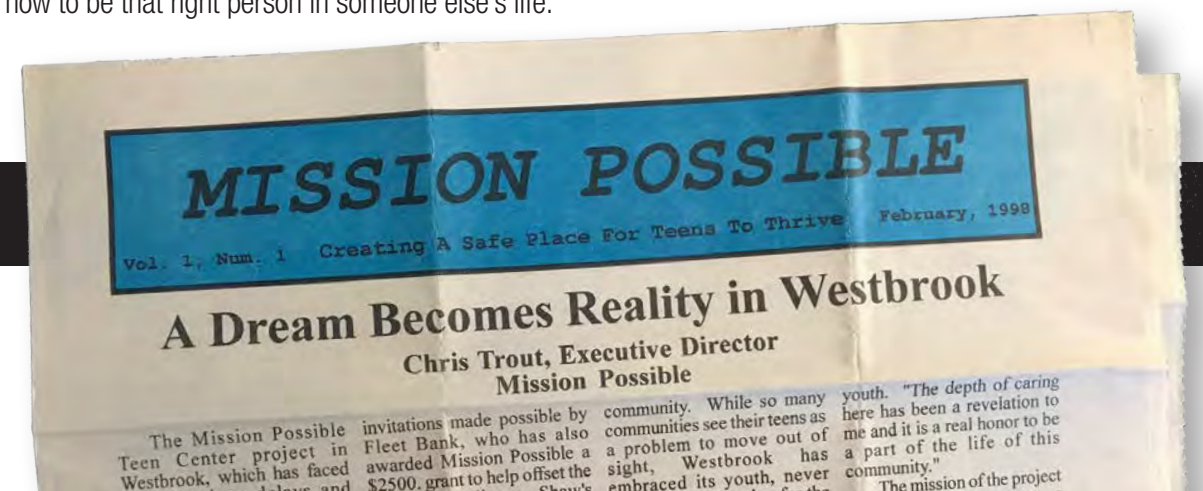 how to be that right person in someone else's life.
MISSION POSSIBLE
Vol. 1, Num. 1 Creating A Safe Place For Teens To Thrive February, 1998
A Dream Becomes Reality in Westbrook
Chris Trout, Executive Director
Mission Possible
The Mission Possible
Teen Center project in
Westbrook, which has faced
delays and
invitations made possible by
Fleet Bank, who has also
awarded Mission Possible a
$2500. grant to help offset the
Shaw's
community. While so many
communities see their teens as
a problem to move out of
sight, Westbrook has
embraced its youth, never
youth. "The depth of caring
here has been a revelation to
me and it is a real honor to be
a part of the life of this
community."
The mission of the project